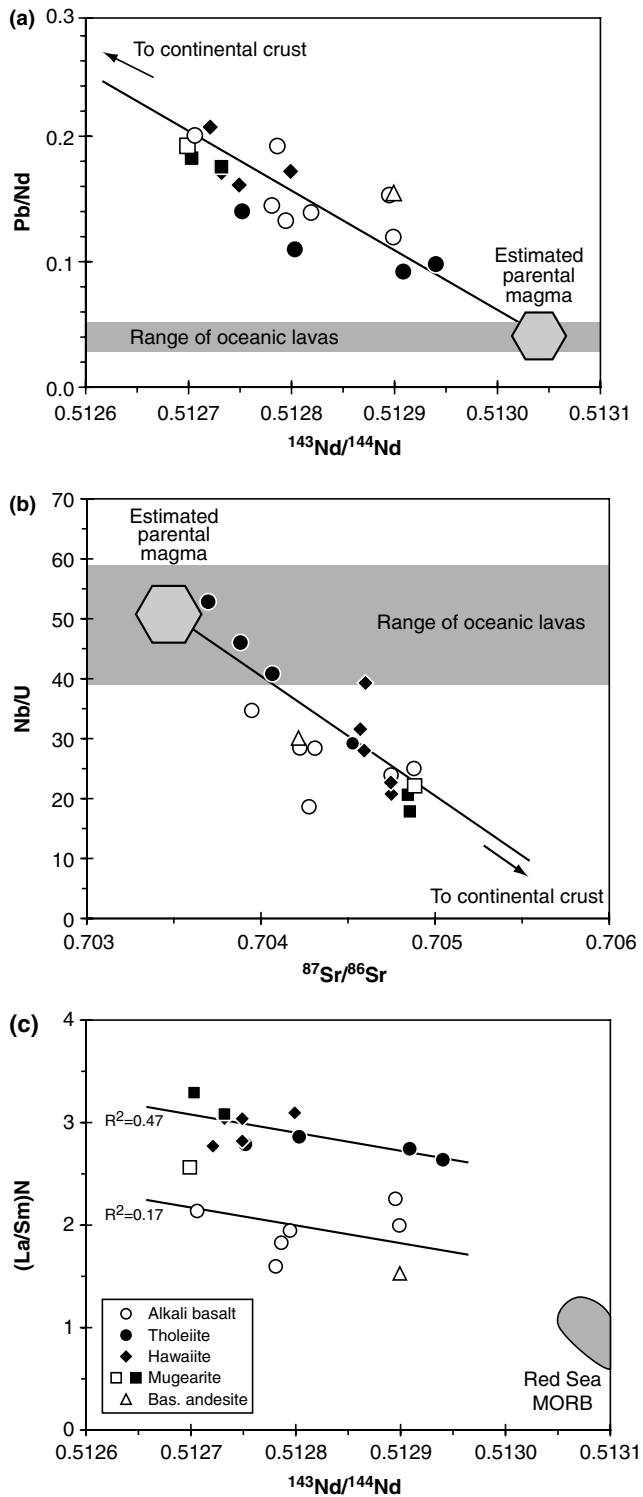 (a)
0.3
To continental crust
0.2
Pb/Nd
0.1
Estimated
parental
magma
Range of oceanic lavas
0.0
0.5126 0.5127 0.5128 0.5129 0.5130 0.5131
143Nd/144Nd
(b)
70
Estimated
parental
magma
60
50
Range of oceanic lavas
40
Nb/U
30
20
10
To continental crust
0
0.703 0.704 0.705 0.706
87Sr/86Sr
(c)
4
R2=0.47
3
(La/Sm)N
R2=0.17
2
Alkali basalt
Tholeiite
Hawaiite
Mugearite
Bas. andesite
1
Red Sea
MORB
0
0.5126 0.5127 0.5128 0.5129 0.5130 0.5131
143Nd/144Nd